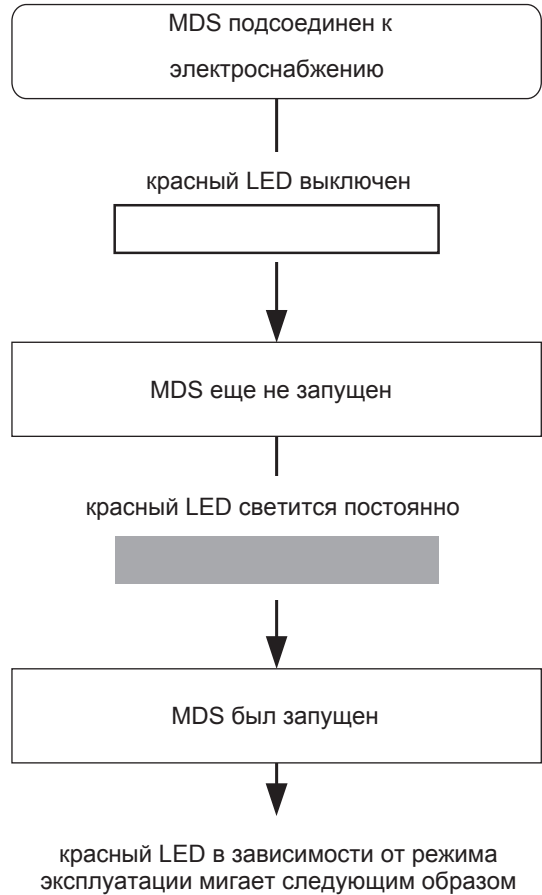 MDS подсоединен к
электроснабжению
красный LED выключен
MDS еще не запущен
красный LED светится постоянно
MDS был запущен
красный LED в зависимости от режима
эксплуатации мигает следующим образом